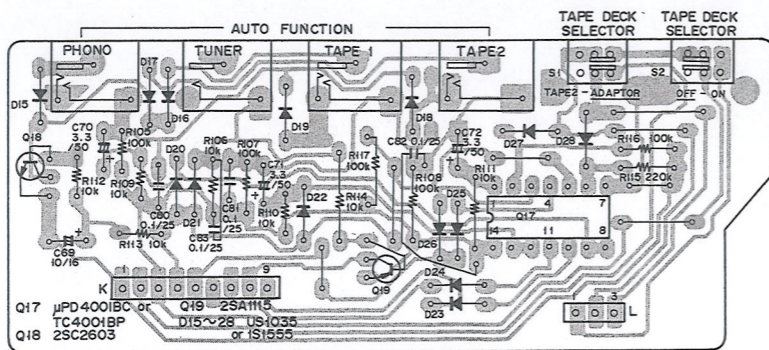 AUTO FUNCTION
TAPE DECK SELECTOR
TAPE DECK SELECTOR
PHONO
TUNER
TAPE 1
TAPE2
S1
S2
TAPE2-ADAPTOR
OFF-ON
D15
D17
D16
D19
D18
Q18
C70 3.3/50
R105 100k
D20
R106 10k
R107 100k
C71 3.3/50
R117 100k
C82 0.1/25
C72 3.3/50
D27
D28
R116 100k
R115 220k
R112 10k
R109 10k
C80 0.1/25
D21
C83 0.1/25
C81 0.1/25
R110 10k
D22
R114 10k
R108 100k
D25
R111 10k
D26
1 4 7
Q17
14 11 8
R113 10k
C69 10/16
Q19
D24
D23
K 1 9
1 3 L
Q17 μPD4001BC or TC4001BP
Q18 2SC2603
Q19 2SA1115
D15~28 US1035 or 1S1555